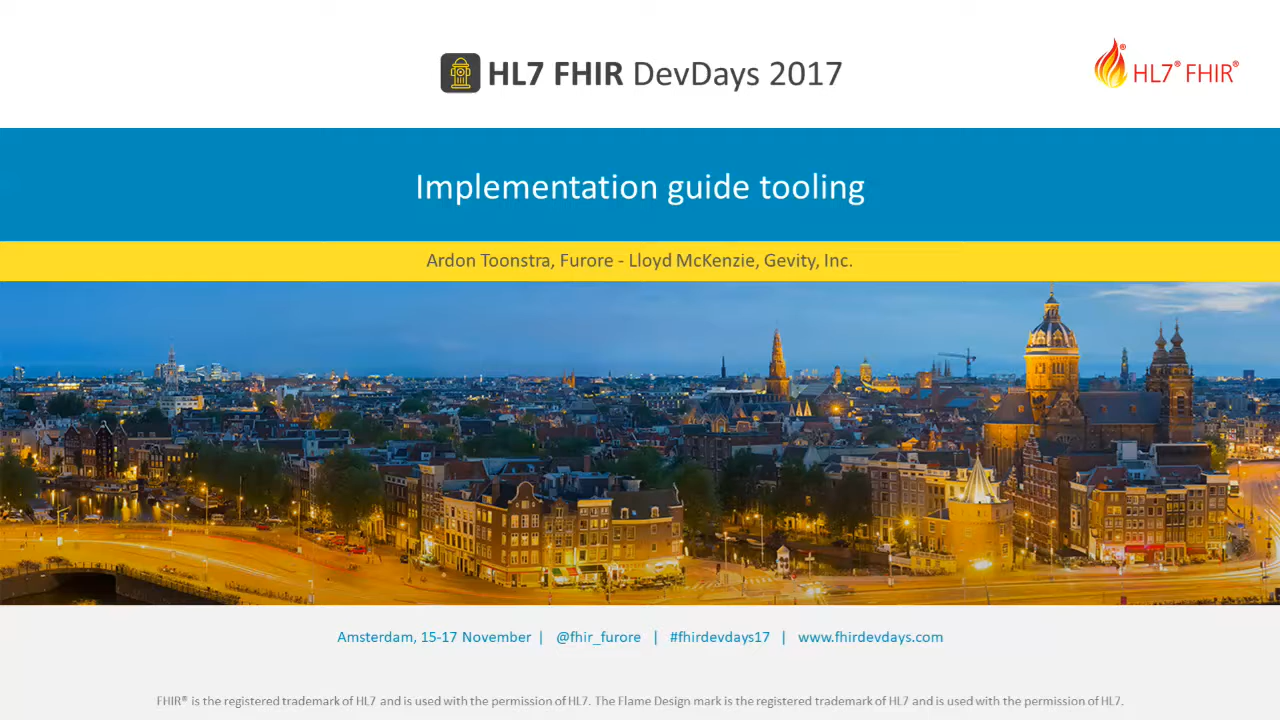 HL7 FHIR DevDays 2017
HL7® FHIR®
Implementation guide tooling
Ardon Toonstra, Furore - Lloyd McKenzie, Gevity, Inc.
Amsterdam, 15-17 November | @fhir_furore | #fhirdevdays17 | www.fhirdevdays.com
FHIR® is the registered trademark of HL7 and is used with the permission of HL7. The Flame Design mark is the registered trademark of HL7 and is used with the permission of HL7.